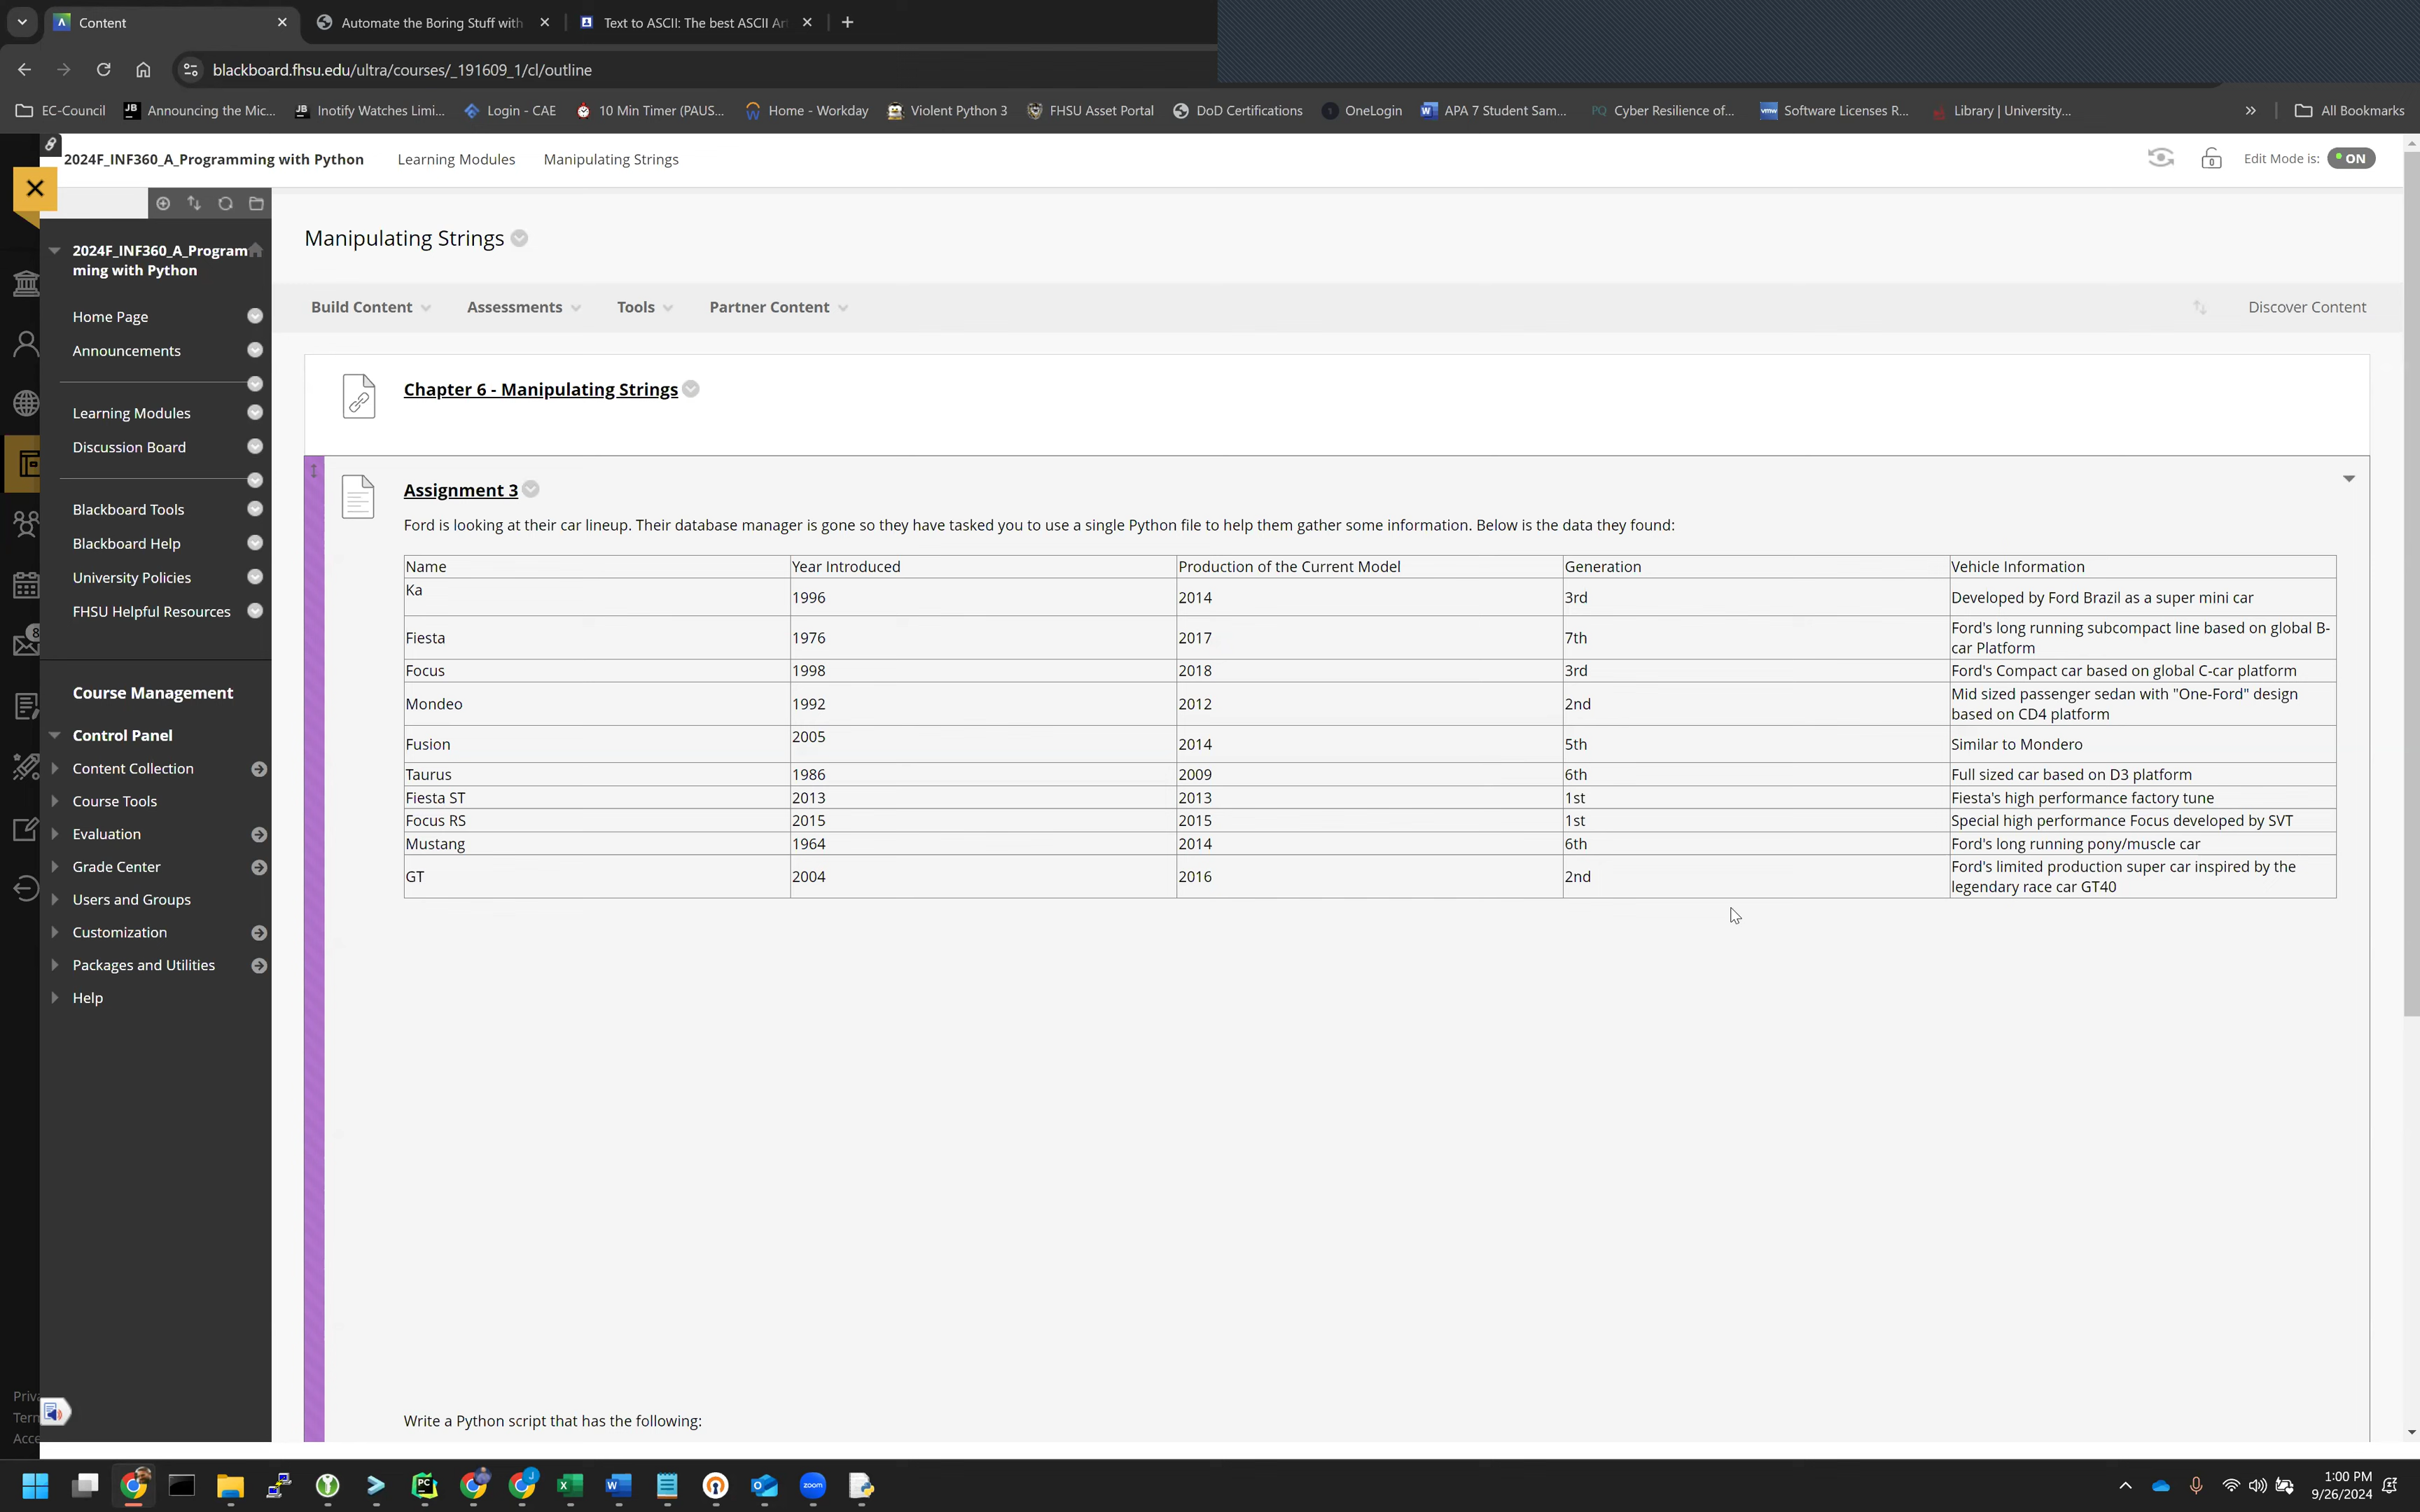 Content
Automate the Boring Stuff with
Text to ASCII: The best ASCII Ar
blackboard.fhsu.edu/ultra/courses/_191609_1/cl/outline
EC-Council
Announcing the Mic...
Inotify Watches Limi...
Login - CAE
10 Min Timer (PAUS...
Home - Workday
Violent Python 3
FHSU Asset Portal
DoD Certifications
OneLogin
APA 7 Student Sam...
Cyber Resilience of...
Software Licenses R...
Library | University...
All Bookmarks
2024F_INF360_A_Programming with Python
Learning Modules
Manipulating Strings
Edit Mode is:
ON
2024F_INF360_A_Program
ming with Python
Home Page
Announcements
Learning Modules
Discussion Board
Blackboard Tools
Blackboard Help
University Policies
FHSU Helpful Resources
8
Course Management
Control Panel
Content Collection
Course Tools
Evaluation
Grade Center
Users and Groups
Customization
Packages and Utilities
Help
Priva
Term
Acce
Manipulating Strings
Build Content
Assessments
Tools
Partner Content
Discover Content
Chapter 6 - Manipulating Strings
Assignment 3
Ford is looking at their car lineup. Their database manager is gone so they have tasked you to use a single Python file to help them gather some information. Below is the data they found:
Name Year Introduced Production of the Current Model Generation Vehicle Information
Ka 1996 2014 3rd Developed by Ford Brazil as a super mini car
Fiesta 1976 2017 7th Ford's long running subcompact line based on global B-
car Platform
Focus 1998 2018 3rd Ford's Compact car based on global C-car platform
Mondeo 1992 2012 2nd Mid sized passenger sedan with "One-Ford" design
based on CD4 platform
Fusion 2005 2014 5th Similar to Mondero
Taurus 1986 2009 6th Full sized car based on D3 platform
Fiesta ST 2013 2013 1st Fiesta's high performance factory tune
Focus RS 2015 2015 1st Special high performance Focus developed by SVT
Mustang 1964 2014 6th Ford's long running pony/muscle car
GT 2004 2016 2nd Ford's limited production super car inspired by the
legendary race car GT40
Write a Python script that has the following:
1:00 PM
9/26/2024